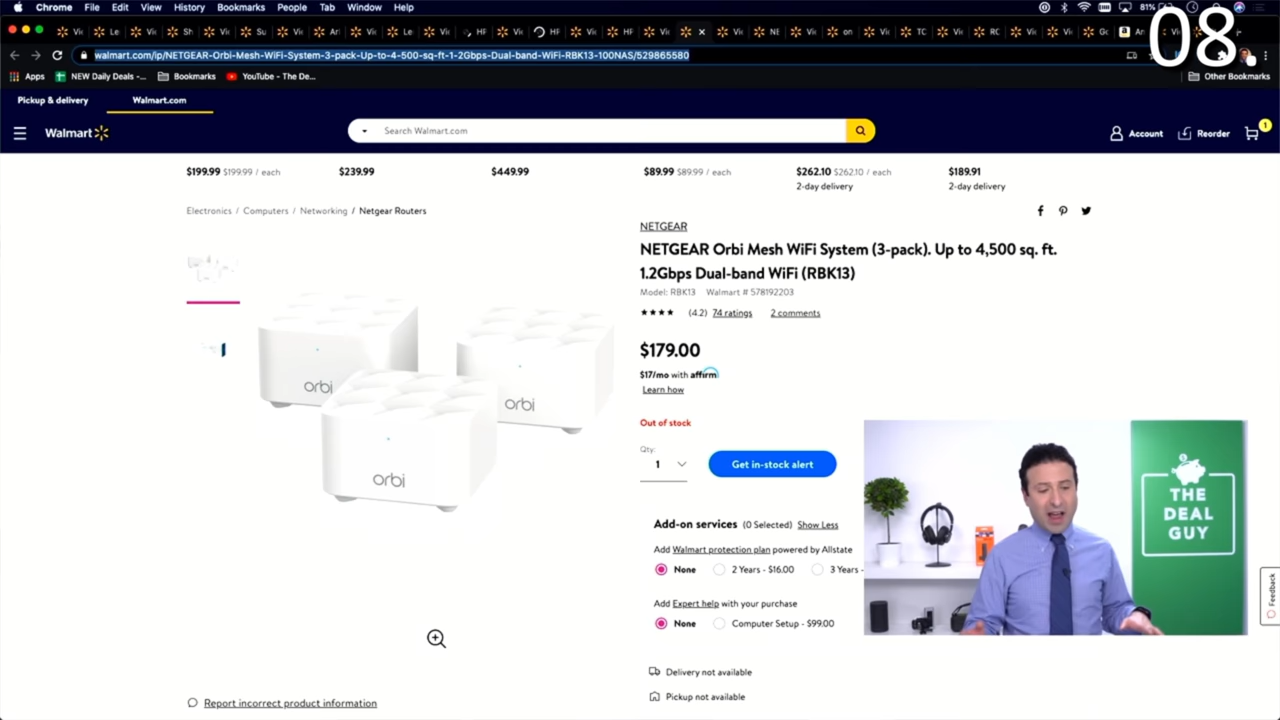 Chrome File Edit View History Bookmarks People Tab Window Help 81%
08.
walmart.com/ip/NETGEAR-Orbi-Mesh-WiFi-System-3-pack-Up-to-4-500-sq-ft-1-2Gbps-Dual-band-WiFi-RBK13-100NAS/529865580
Apps NEW Daily Deals -... Bookmarks YouTube - The De... Other Bookmarks
Pickup & delivery Walmart.com
Walmart Search Walmart.com Account Reorder 1
$199.99 $199.99 / each $239.99 $449.99 $89.99 $89.99 / each $262.10 $262.10 / each $189.91
2-day delivery 2-day delivery
Electronics / Computers / Networking / Netgear Routers
NETGEAR
NETGEAR Orbi Mesh WiFi System (3-pack). Up to 4,500 sq. ft.
1.2Gbps Dual-band WiFi (RBK13)
Model: RBK13 Walmart # 578192203
(4.2) 74 ratings 2 comments
$179.00
$17/mo with affirm
Learn how
Out of stock
Qty:
1 Get in-stock alert
orbi
orbi
orbi
Add-on services (0 Selected) Show Less
Add Walmart protection plan powered by Allstate
None 2 Years - $16.00 3 Years -
Add Expert help with your purchase
None Computer Setup - $99.00
THE
DEAL
GUY
Feedback
Delivery not available
Pickup not available
Report incorrect product information